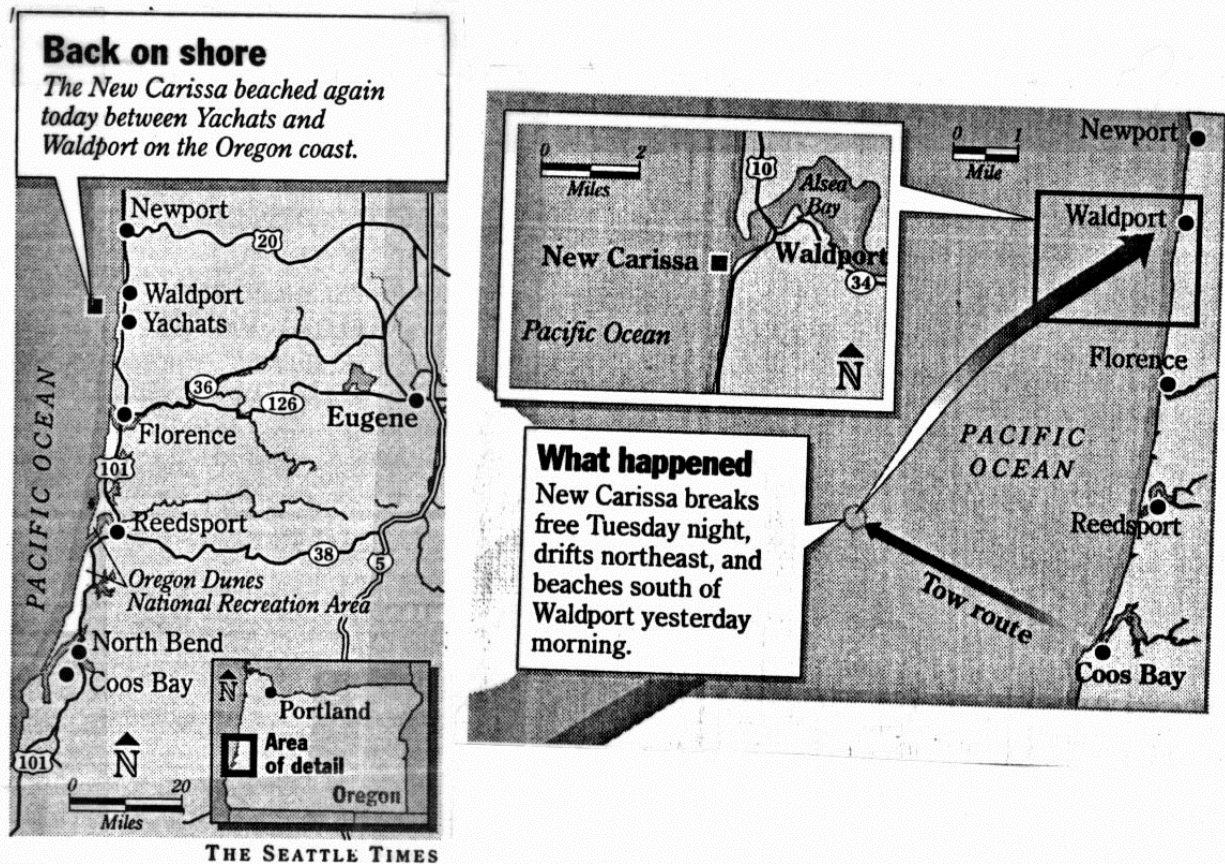 Back on shore
The New Carissa beached again
today between Yachats and
Waldport on the Oregon coast.
Newport
20
Waldport
Yachats
PACIFIC OCEAN
36
126
Eugene
Florence
101
Reedsport
38
5
Oregon Dunes
National Recreation Area
North Bend
Coos Bay
N
Portland
Area
of detail
Oregon
101
N
0 20
Miles
THE SEATTLE TIMES
0 2
Miles
10
Alsea
Bay
New Carissa
Waldport
34
Pacific Ocean
N
0 1
Mile
Newport
Waldport
Florence
PACIFIC
OCEAN
Reedsport
Tow route
Coos Bay
What happened
New Carissa breaks
free Tuesday night,
drifts northeast, and
beaches south of
Waldport yesterday
morning.